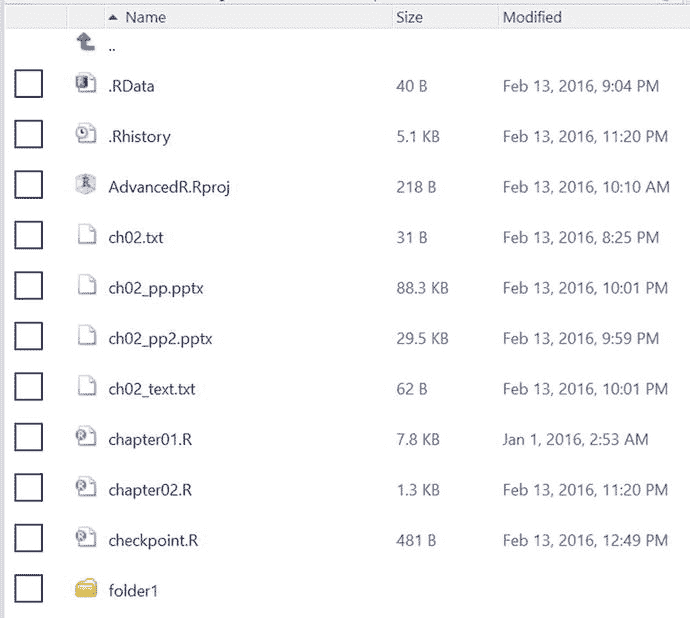 Name Size Modified
..
.RData 40 B Feb 13, 2016, 9:04 PM
.Rhistory 5.1 KB Feb 13, 2016, 11:20 PM
AdvancedR.Rproj 218 B Feb 13, 2016, 10:10 AM
ch02.txt 31 B Feb 13, 2016, 8:25 PM
ch02_pp.pptx 88.3 KB Feb 13, 2016, 10:01 PM
ch02_pp2.pptx 29.5 KB Feb 13, 2016, 9:59 PM
ch02_text.txt 62 B Feb 13, 2016, 10:01 PM
chapter01.R 7.8 KB Jan 1, 2016, 2:53 AM
chapter02.R 1.3 KB Feb 13, 2016, 11:20 PM
checkpoint.R 481 B Feb 13, 2016, 12:49 PM
folder1